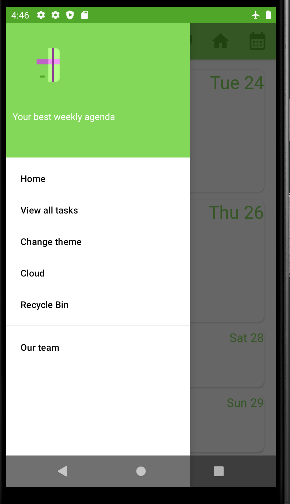 4:46
Tue 24
Your best weekly agenda
Home
View all tasks
Thu 26
Change theme
Cloud
Recycle Bin
Sat 28
Our team
Sun 29